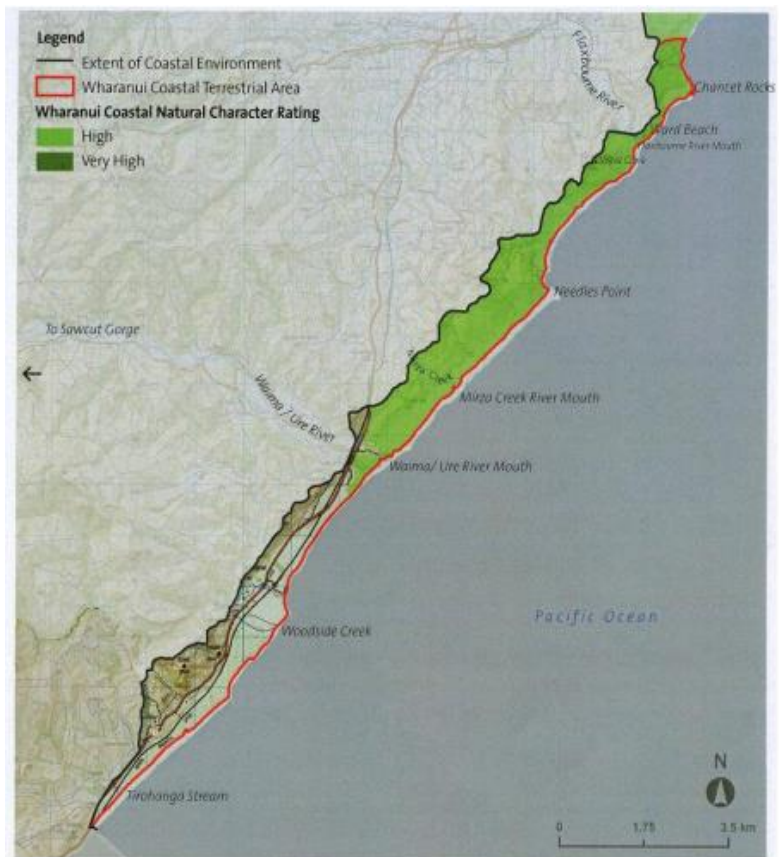 Legend
Extent of Coastal Environment
Wharanui Coastal Terrestrial Area
Wharanui Coastal Natural Character Rating
High
Very High
Flaxbourne River
Chancet Rocks
Ward Beach
Flaxbourne River Mouth
Needles Point
To Sawcut Gorge
Mirza Creek
Mirza Creek River Mouth
Waima / Ure River
Waima/ Ure River Mouth
Pacific Ocean
Woodside Creek
Tirohanga Stream
N
0 1.75 3.5 km